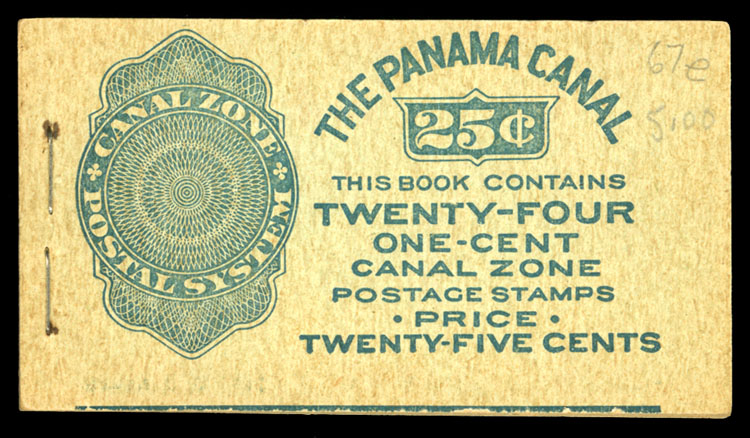 CANAL ZONE
POSTAL SYSTEM
THE PANAMA CANAL
25¢
THIS BOOK CONTAINS
TWENTY-FOUR
ONE-CENT
CANAL ZONE
POSTAGE STAMPS
• PRICE •
TWENTY-FIVE CENTS
67e
5.00